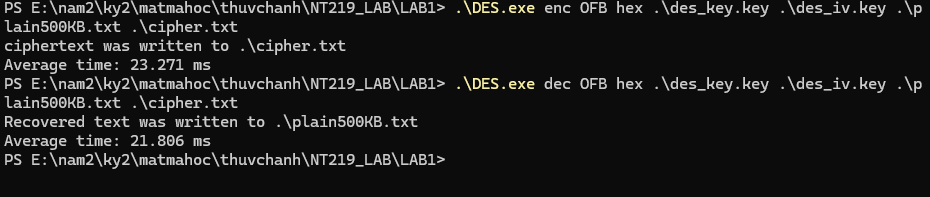 PS E:\nam2\ky2\matmahoc\thuvchanh\NT219_LAB\LAB1> .\DES.exe enc OFB hex .\des_key.key .\des_iv.key .\p
lain500KB.txt .\cipher.txt
ciphertext was written to .\cipher.txt
Average time: 23.271 ms
PS E:\nam2\ky2\matmahoc\thuvchanh\NT219_LAB\LAB1> .\DES.exe dec OFB hex .\des_key.key .\des_iv.key .\p
lain500KB.txt .\cipher.txt
Recovered text was written to .\plain500KB.txt
Average time: 21.806 ms
PS E:\nam2\ky2\matmahoc\thuvchanh\NT219_LAB\LAB1>